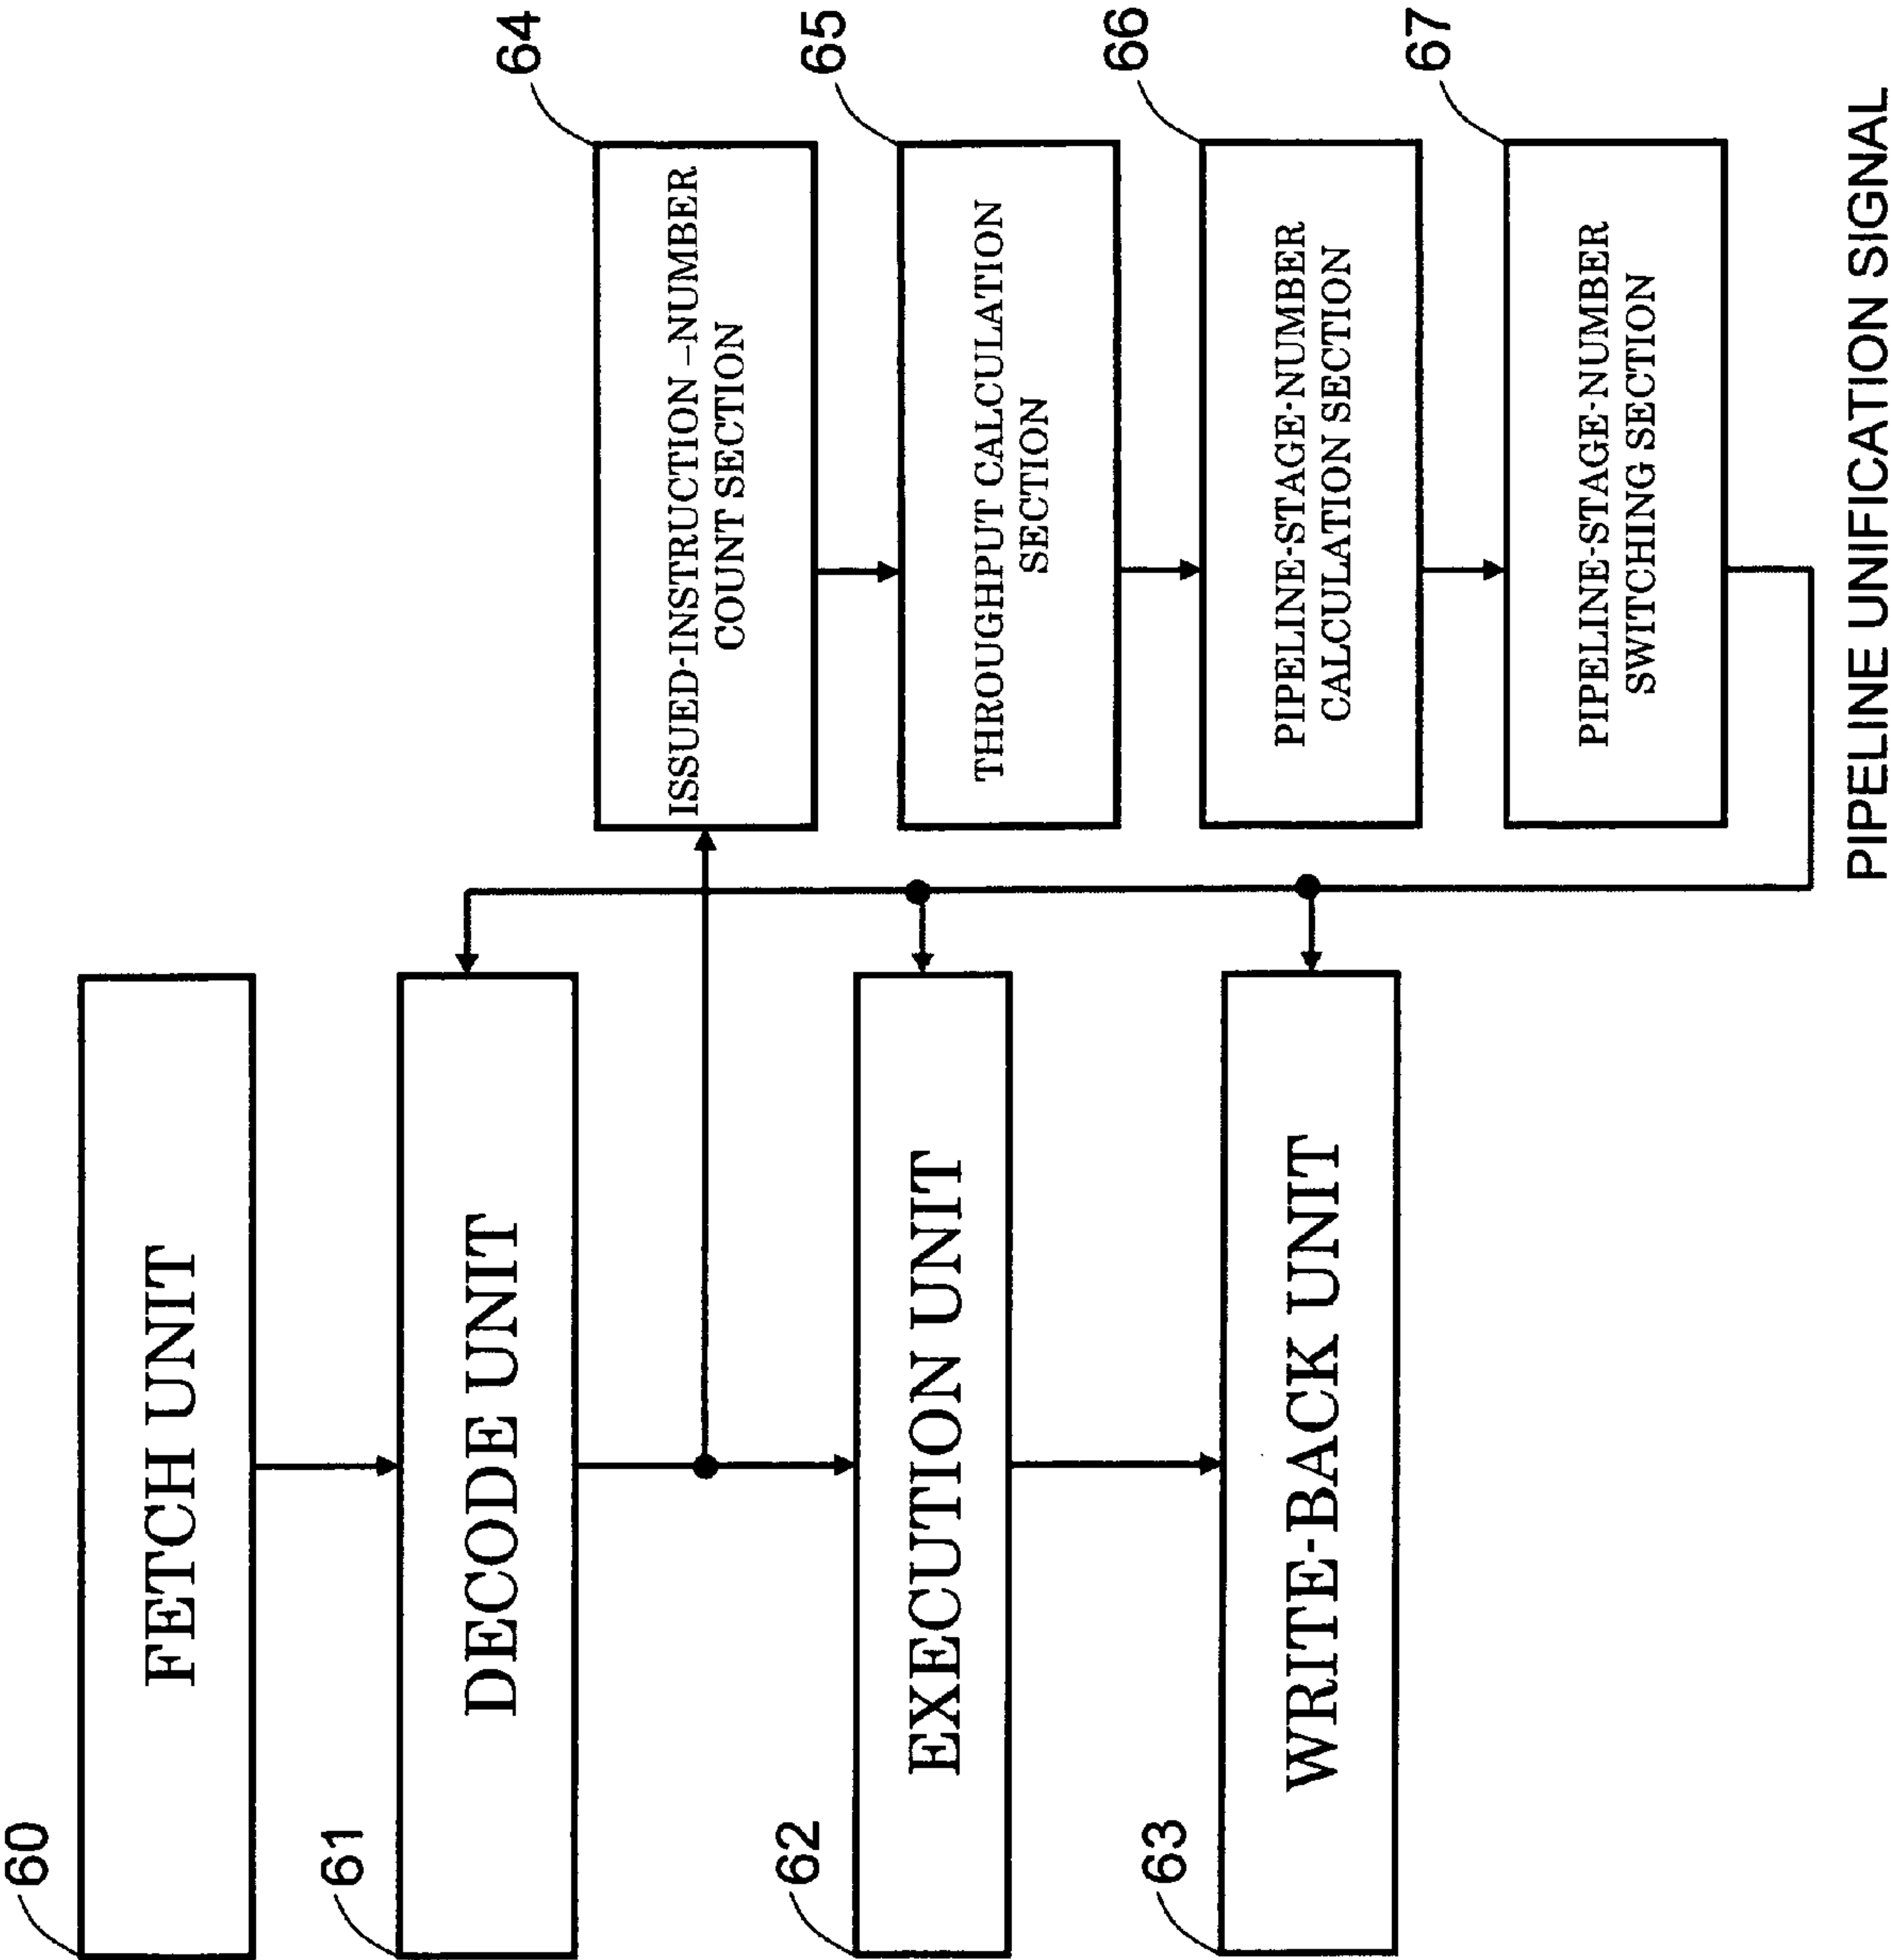 60
FETCH UNIT
61
DECODE UNIT
62
EXECUTION UNIT
63
WRITE-BACK UNIT
64
ISSUED-INSTRUCTION–NUMBER
COUNT SECTION
65
THROUGHPUT CALCULATION
SECTION
66
PIPELINE-STAGE-NUMBER
CALCULATION SECTION
67
PIPELINE-STAGE-NUMBER
SWITCHING SECTION
PIPELINE UNIFICATION SIGNAL